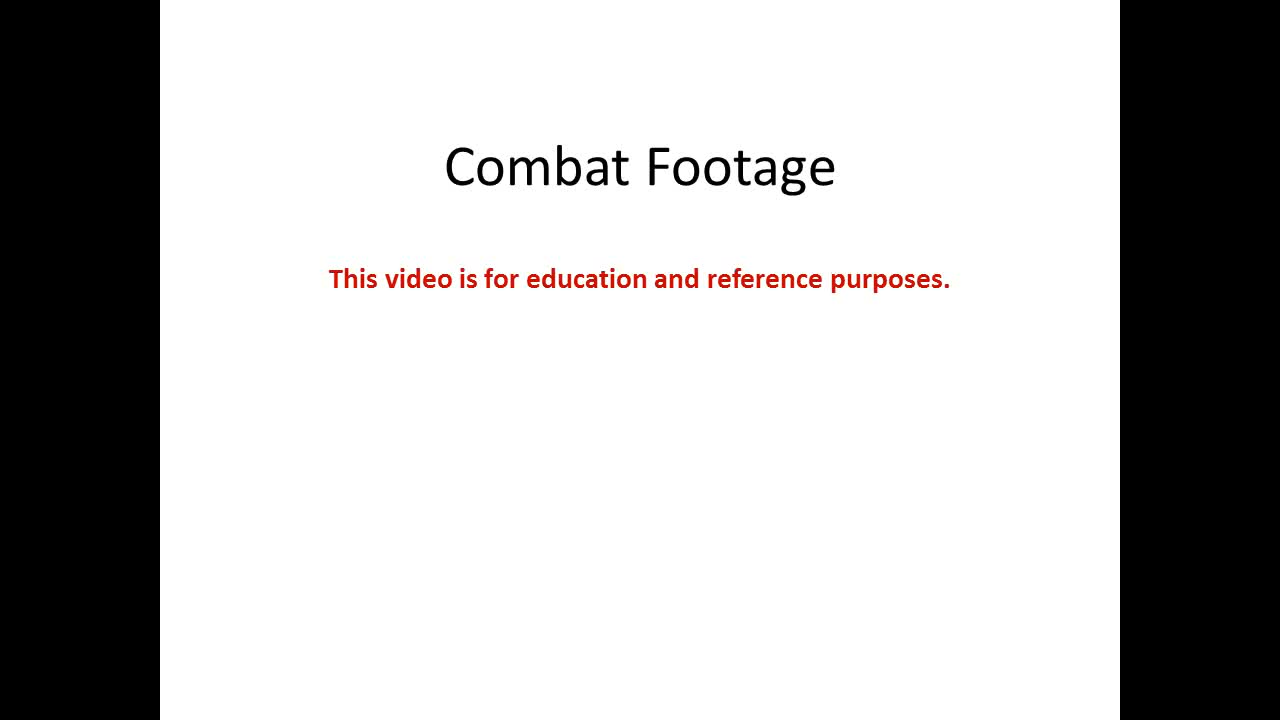 Combat Footage
This video is for education and reference purposes.